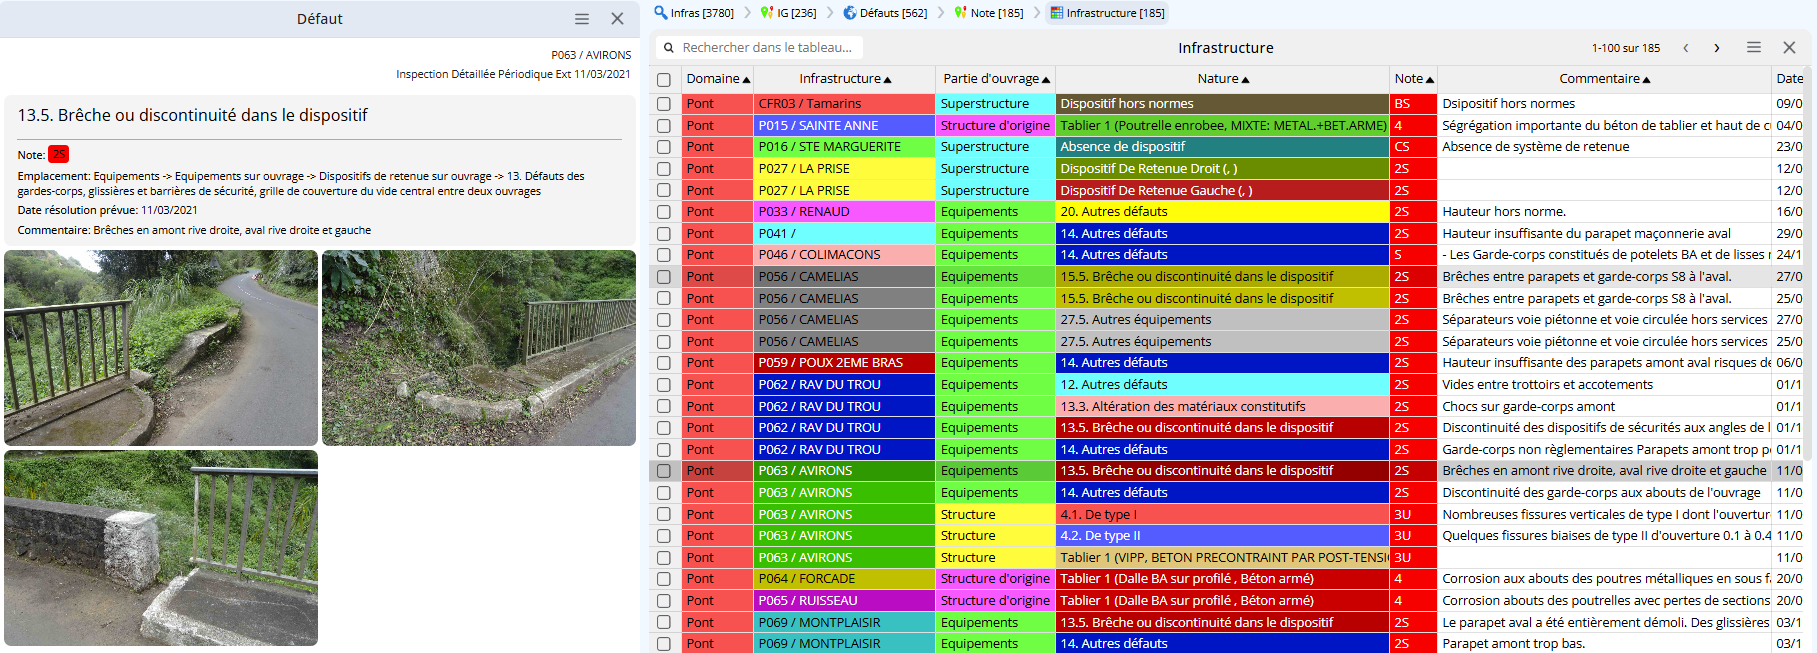 Défaut
P063 / AVIRONS
Inspection Détaillée Périodique Ext 11/03/2021
13.5. Brêche ou discontinuité dans le dispositif
Note: 2S
Emplacement: Equipements -> Equipements sur ouvrage -> Dispositifs de retenue sur ouvrage -> 13. Défauts des
gardes-corps, glissières et barrières de sécurité, grille de couverture du vide central entre deux ouvrages
Date résolution prévue: 11/03/2021
Commentaire: Brêches en amont rive droite, aval rive droite et gauche
Infras [3780] IG [236] Défauts [562] Note [185] Infrastructure [185]
Rechercher dans le tableau... Infrastructure 1-100 sur 185
Domaine Infrastructure Partie d'ouvrage Nature Note Commentaire Date
Pont CFR03 / Tamarins Superstructure Dispositif hors normes BS Dsipositif hors normes 09/0
Pont P015 / SAINTE ANNE Structure d'origine Tablier 1 (Poutrelle enrobee, MIXTE: METAL.+BET.ARME) 4 Ségrégation importante du béton de tablier et haut de c 04/0
Pont P016 / STE MARGUERITE Superstructure Absence de dispositif CS Absence de système de retenue 23/0
Pont P027 / LA PRISE Superstructure Dispositif De Retenue Droit (, ) 2S 12/0
Pont P027 / LA PRISE Superstructure Dispositif De Retenue Gauche (, ) 2S 12/0
Pont P033 / RENAUD Equipements 20. Autres défauts 2S Hauteur hors norme. 16/0
Pont P041 / Equipements 14. Autres défauts 2S Hauteur insuffisante du parapet maçonnerie aval 29/0
Pont P046 / COLIMACONS Equipements 14. Autres défauts S - Les Garde-corps constitués de potelets BA et de lisses r 24/1
Pont P056 / CAMELIAS Equipements 15.5. Brêche ou discontinuité dans le dispositif 2S Brêches entre parapets et garde-corps S8 à l'aval. 27/0
Pont P056 / CAMELIAS Equipements 15.5. Brêche ou discontinuité dans le dispositif 2S Brêches entre parapets et garde-corps S8 à l'aval. 25/0
Pont P056 / CAMELIAS Equipements 27.5. Autres équipements 2S Séparateurs voie piétonne et voie circulée hors services 27/0
Pont P056 / CAMELIAS Equipements 27.5. Autres équipements 2S Séparateurs voie piétonne et voie circulée hors services 25/0
Pont P059 / POUX 2EME BRAS Equipements 14. Autres défauts 2S Hauteur insuffisante des parapets amont aval risques de 06/0
Pont P062 / RAV DU TROU Equipements 12. Autres défauts 2S Vides entre trottoirs et accotements 01/1
Pont P062 / RAV DU TROU Equipements 13.3. Altération des matériaux constitutifs 2S Chocs sur garde-corps amont 01/1
Pont P062 / RAV DU TROU Equipements 13.5. Brêche ou discontinuité dans le dispositif 2S Discontinuité des dispositifs de sécurités aux angles de l 01/1
Pont P062 / RAV DU TROU Equipements 14. Autres défauts 2S Garde-corps non règlementaires Parapets amont trop p 01/1
Pont P063 / AVIRONS Equipements 13.5. Brêche ou discontinuité dans le dispositif 2S Brêches en amont rive droite, aval rive droite et gauche 11/0
Pont P063 / AVIRONS Equipements 14. Autres défauts 2S Discontinuité des garde-corps aux abouts de l'ouvrage 11/0
Pont P063 / AVIRONS Structure 4.1. De type I 3U Nombreuses fissures verticales de type I dont l'ouverture 11/0
Pont P063 / AVIRONS Structure 4.2. De type II 3U Quelques fissures biaises de type II d'ouverture 0.1 à 0.4 11/0
Pont P063 / AVIRONS Structure Tablier 1 (VIPP, BETON PRECONTRAINT PAR POST-TENSI 3U 11/0
Pont P064 / FORCADE Structure d'origine Tablier 1 (Dalle BA sur profilé , Béton armé) 4 Corrosion aux abouts des poutres métalliques en sous f 20/0
Pont P065 / RUISSEAU Structure d'origine Tablier 1 (Dalle BA sur profilé , Béton armé) 4 Corrosion abouts des poutrelles avec pertes de sections 20/0
Pont P069 / MONTPLAISIR Equipements 13.5. Brêche ou discontinuité dans le dispositif 2S Le parapet aval a été entièrement démoli. Des glissières 03/1
Pont P069 / MONTPLAISIR Equipements 14. Autres défauts 2S Parapet amont trop bas. 03/1